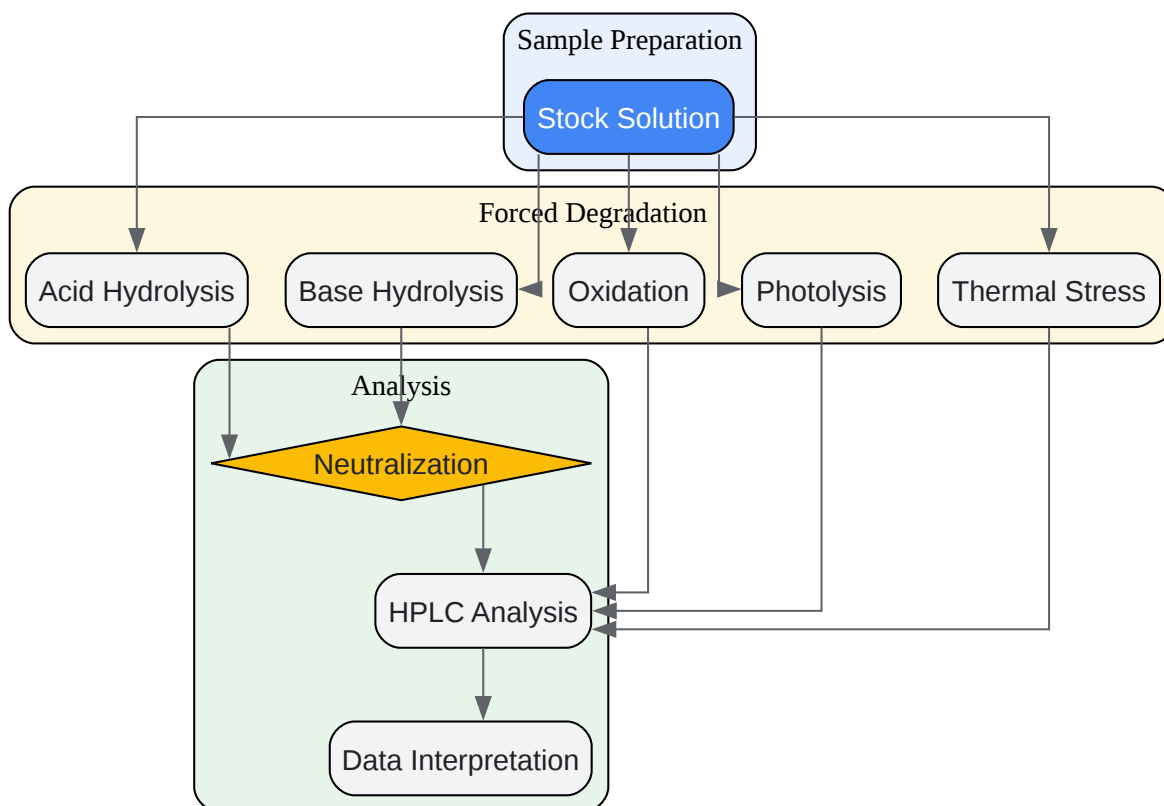 Sample Preparation
Stock Solution
Forced Degradation
Acid Hydrolysis
Base Hydrolysis
Oxidation
Photolysis
Thermal Stress
Analysis
Neutralization
HPLC Analysis
Data Interpretation